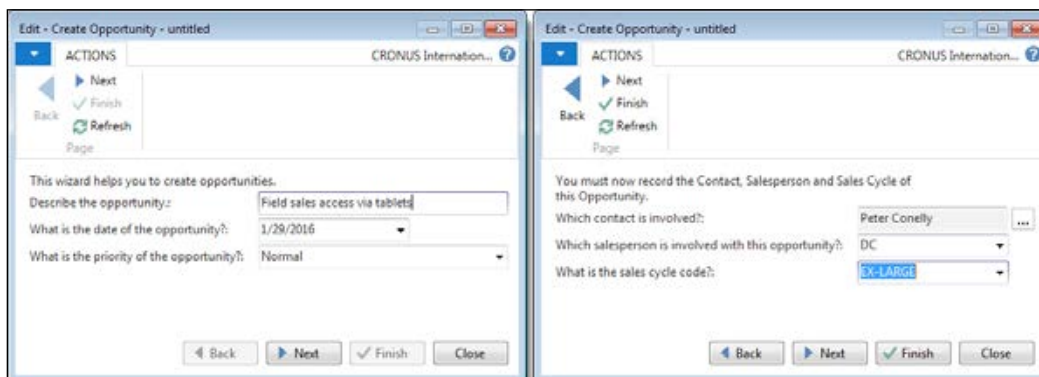 Edit - Create Opportunity - untitled
ACTIONS
CRONUS Internation...
Back
Next
Finish
Refresh
Page
This wizard helps you to create opportunities.
Describe the opportunity.:
Field sales access via tablets
What is the date of the opportunity?:
1/29/2016
What is the priority of the opportunity?:
Normal
Back
Next
Finish
Close
Edit - Create Opportunity - untitled
ACTIONS
CRONUS Internation...
Back
Next
Finish
Refresh
Page
You must now record the Contact, Salesperson and Sales Cycle of
this Opportunity.
Which contact is involved?:
Peter Conelly
...
Which salesperson is involved with this opportunity?:
DC
What is the sales cycle code?:
EX-LARGE
Back
Next
Finish
Close